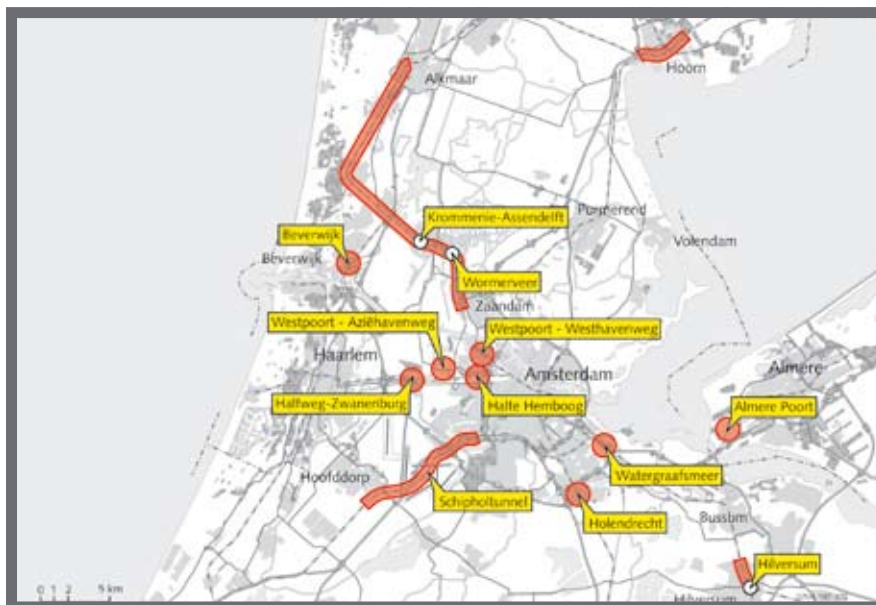 Alkmaar
Hoorn
Krommenie-Assendelft
Purmerend
Beverwijk
Volendam
Beverwijk
Wormerveer
Zaandam
Westpoort - Aziëhavenweg
Westpoort - Westhavenweg
Haarlem
Almere
Amsterdam
Halfweg-Zwanenburg
Halte Hemboog
Almere Poort
Hoofddorp
Watergraafsmeer
Schipholtunnel
Holendrecht
Bussum
Hilversum
0 1 2 5 km
Hilversum